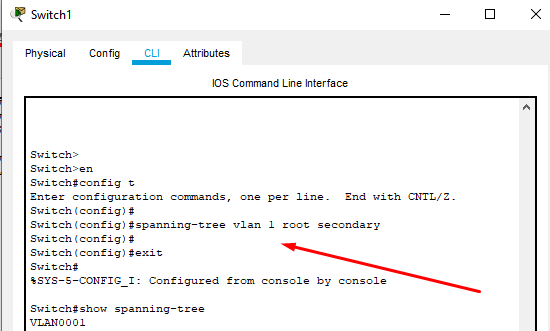 Switch1
Physical Config CLI Attributes
IOS Command Line Interface
Switch>
Switch>en
Switch#config t
Enter configuration commands, one per line.  End with CNTL/Z.
Switch(config)#
Switch(config)#spanning-tree vlan 1 root secondary
Switch(config)#
Switch(config)#exit
Switch#
%SYS-5-CONFIG_I: Configured from console by console
Switch#show spanning-tree
VLAN0001